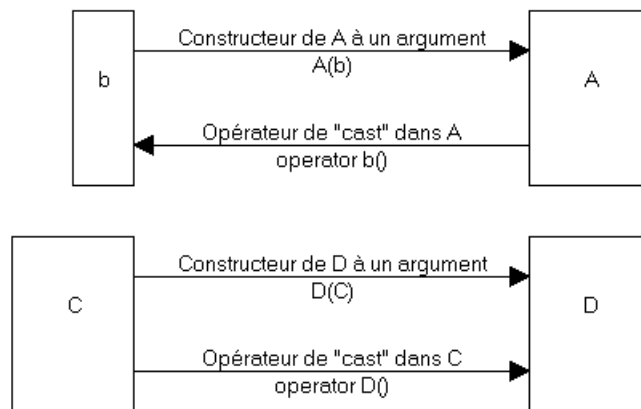 Constructeur de A à un argument
A(b)
b
A
Opérateur de "cast" dans A
operator b()
Constructeur de D à un argument
D(C)
C
D
Opérateur de "cast" dans C
operator D()